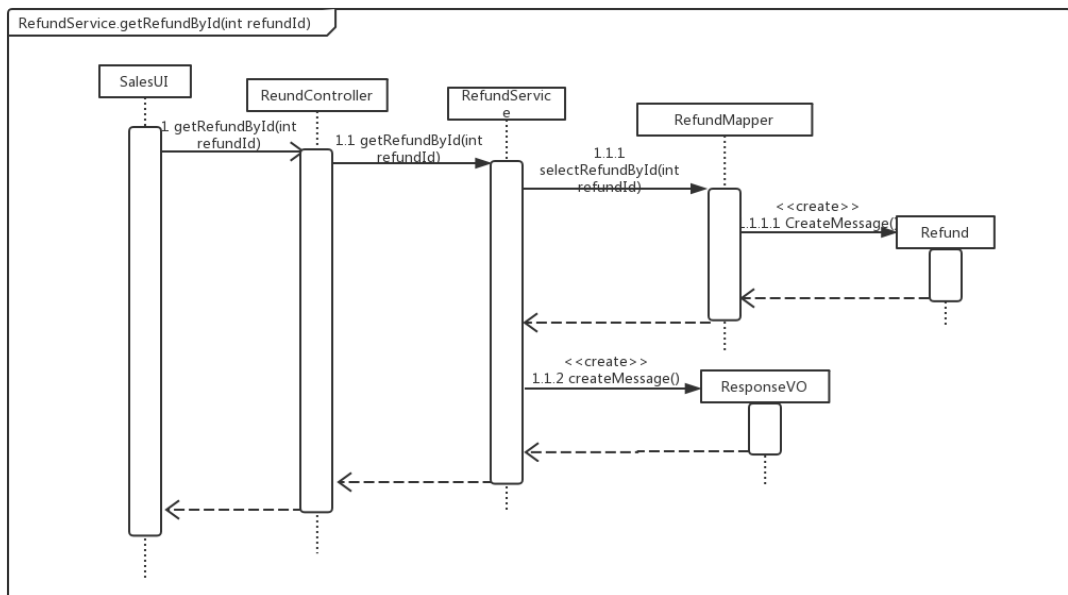 RefundService.getRefundById(int refundId)
SalesUI
ReundController
RefundServic
e
RefundMapper
1 getRefundById(int
refundId)
1.1 getRefundById(int
refundId)
1.1.1
selectRefundById(int
refundId)
<<create>>
1.1.1.1 CreateMessage()
Refund
<<create>>
1.1.2 createMessage()
ResponseVO